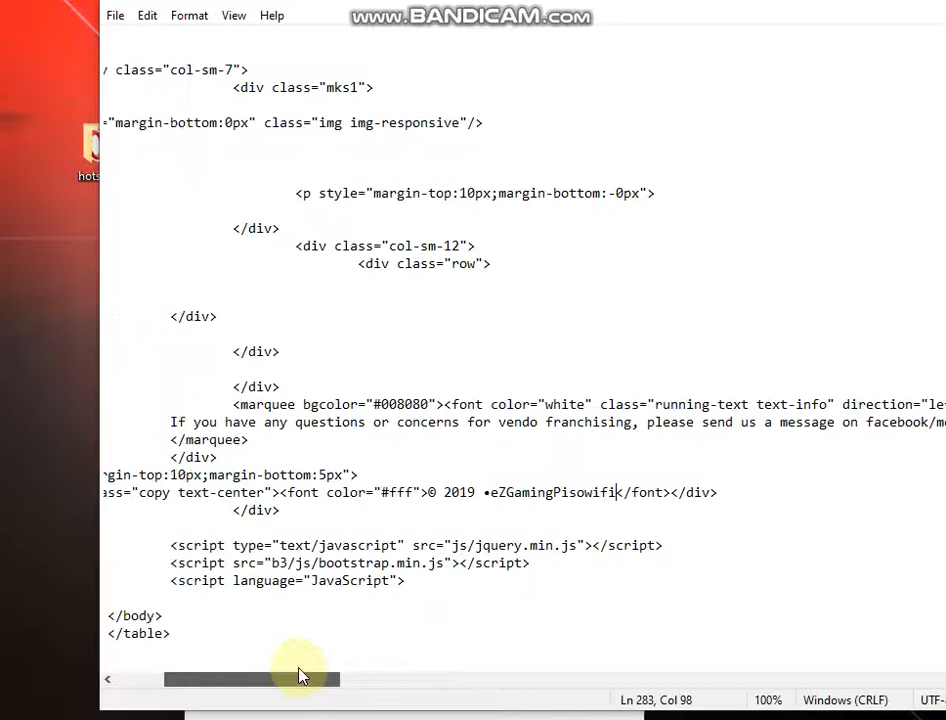 www.BANDICAM.com
File Edit Format View Help
class="col-sm-7">
<div class="mks1">
="margin-bottom:0px" class="img img-responsive"/>
hots
<p style="margin-top:10px;margin-bottom:-0px">
</div>
<div class="col-sm-12">
<div class="row">
</div>
</div>
</div>
<marquee bgcolor="#008080"><font color="white" class="running-text text-info" direction="le
If you have any questions or concerns for vendo franchising, please send us a message on facebook/m
</marquee>
</div>
rgin-top:10px;margin-bottom:5px">
ass="copy text-center"><font color="#fff">© 2019 •eZGamingPisowifi</font></div>
</div>
<script type="text/javascript" src="js/jquery.min.js"></script>
<script src="b3/js/bootstrap.min.js"></script>
<script language="JavaScript">
</body>
</table>
Ln 283, Col 98 100% Windows (CRLF) UTF-